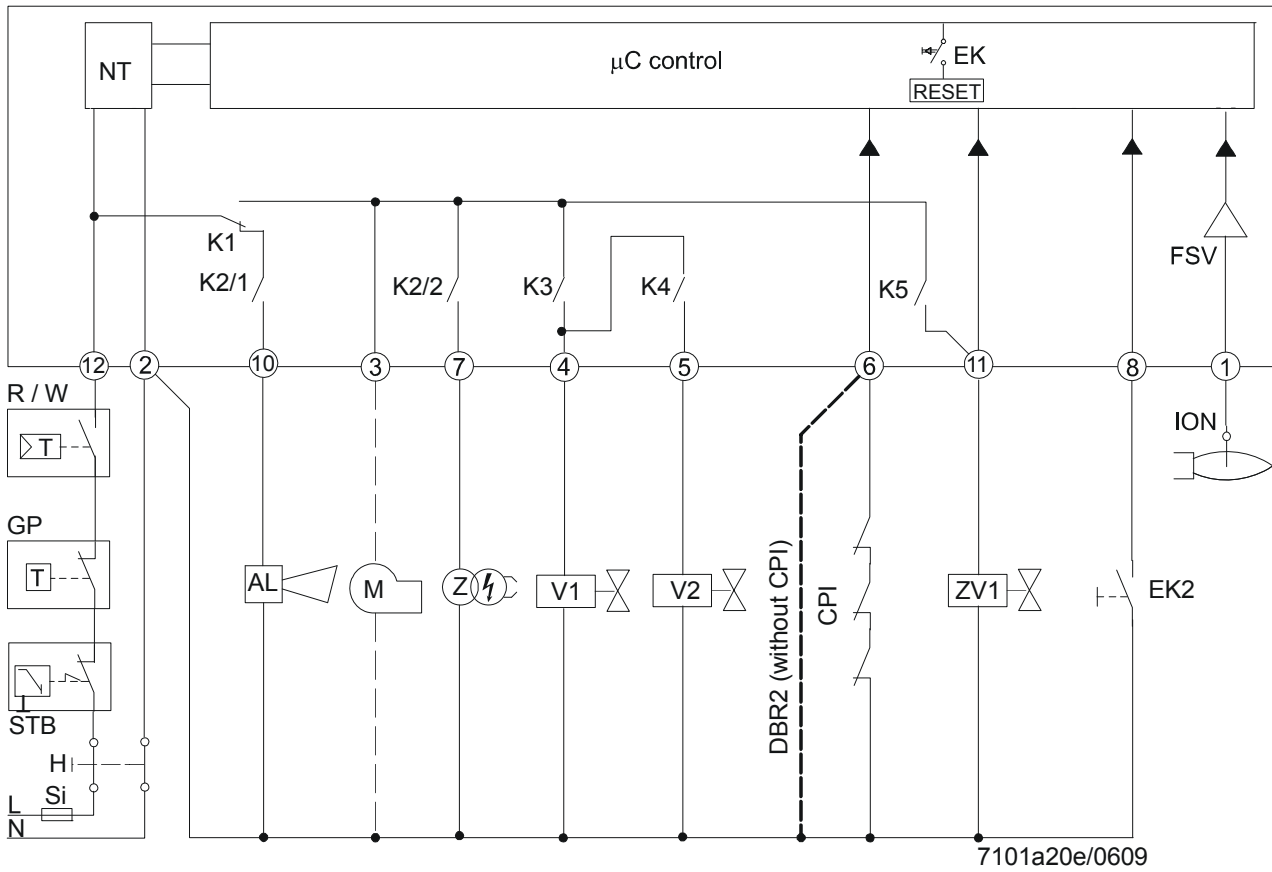 NT
μC control
EK
RESET
FSV
K1
K2/1
K2/2
K3
K4
K5
12
2
10
3
7
4
5
6
11
8
1
R / W
T
ION
GP
T
AL
M
Z
V1
V2
DBR2 (without CPI)
CPI
ZV1
EK2
STB
H
Si
L
N
7101a20e/0609